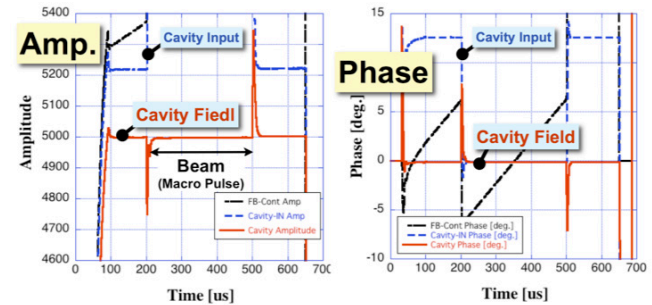 Amp.
Cavity Input
Cavity Fiedl
Beam
(Macro Pulse)
FB-Cont Amp
Cavity-IN Amp
Cavity Amplitude
Amplitude
5400
5300
5200
5100
5000
4900
4800
4700
4600
0 100 200 300 400 500 600 700
Time [us]
Phase
Cavity Input
Cavity Field
FB-Cont Phase [deg.]
Cavity-IN Phase [deg.]
Cavity Phase [deg.]
Phase [deg.]
15
10
5
0
-5
-10
0 100 200 300 400 500 600 700
Time [us]